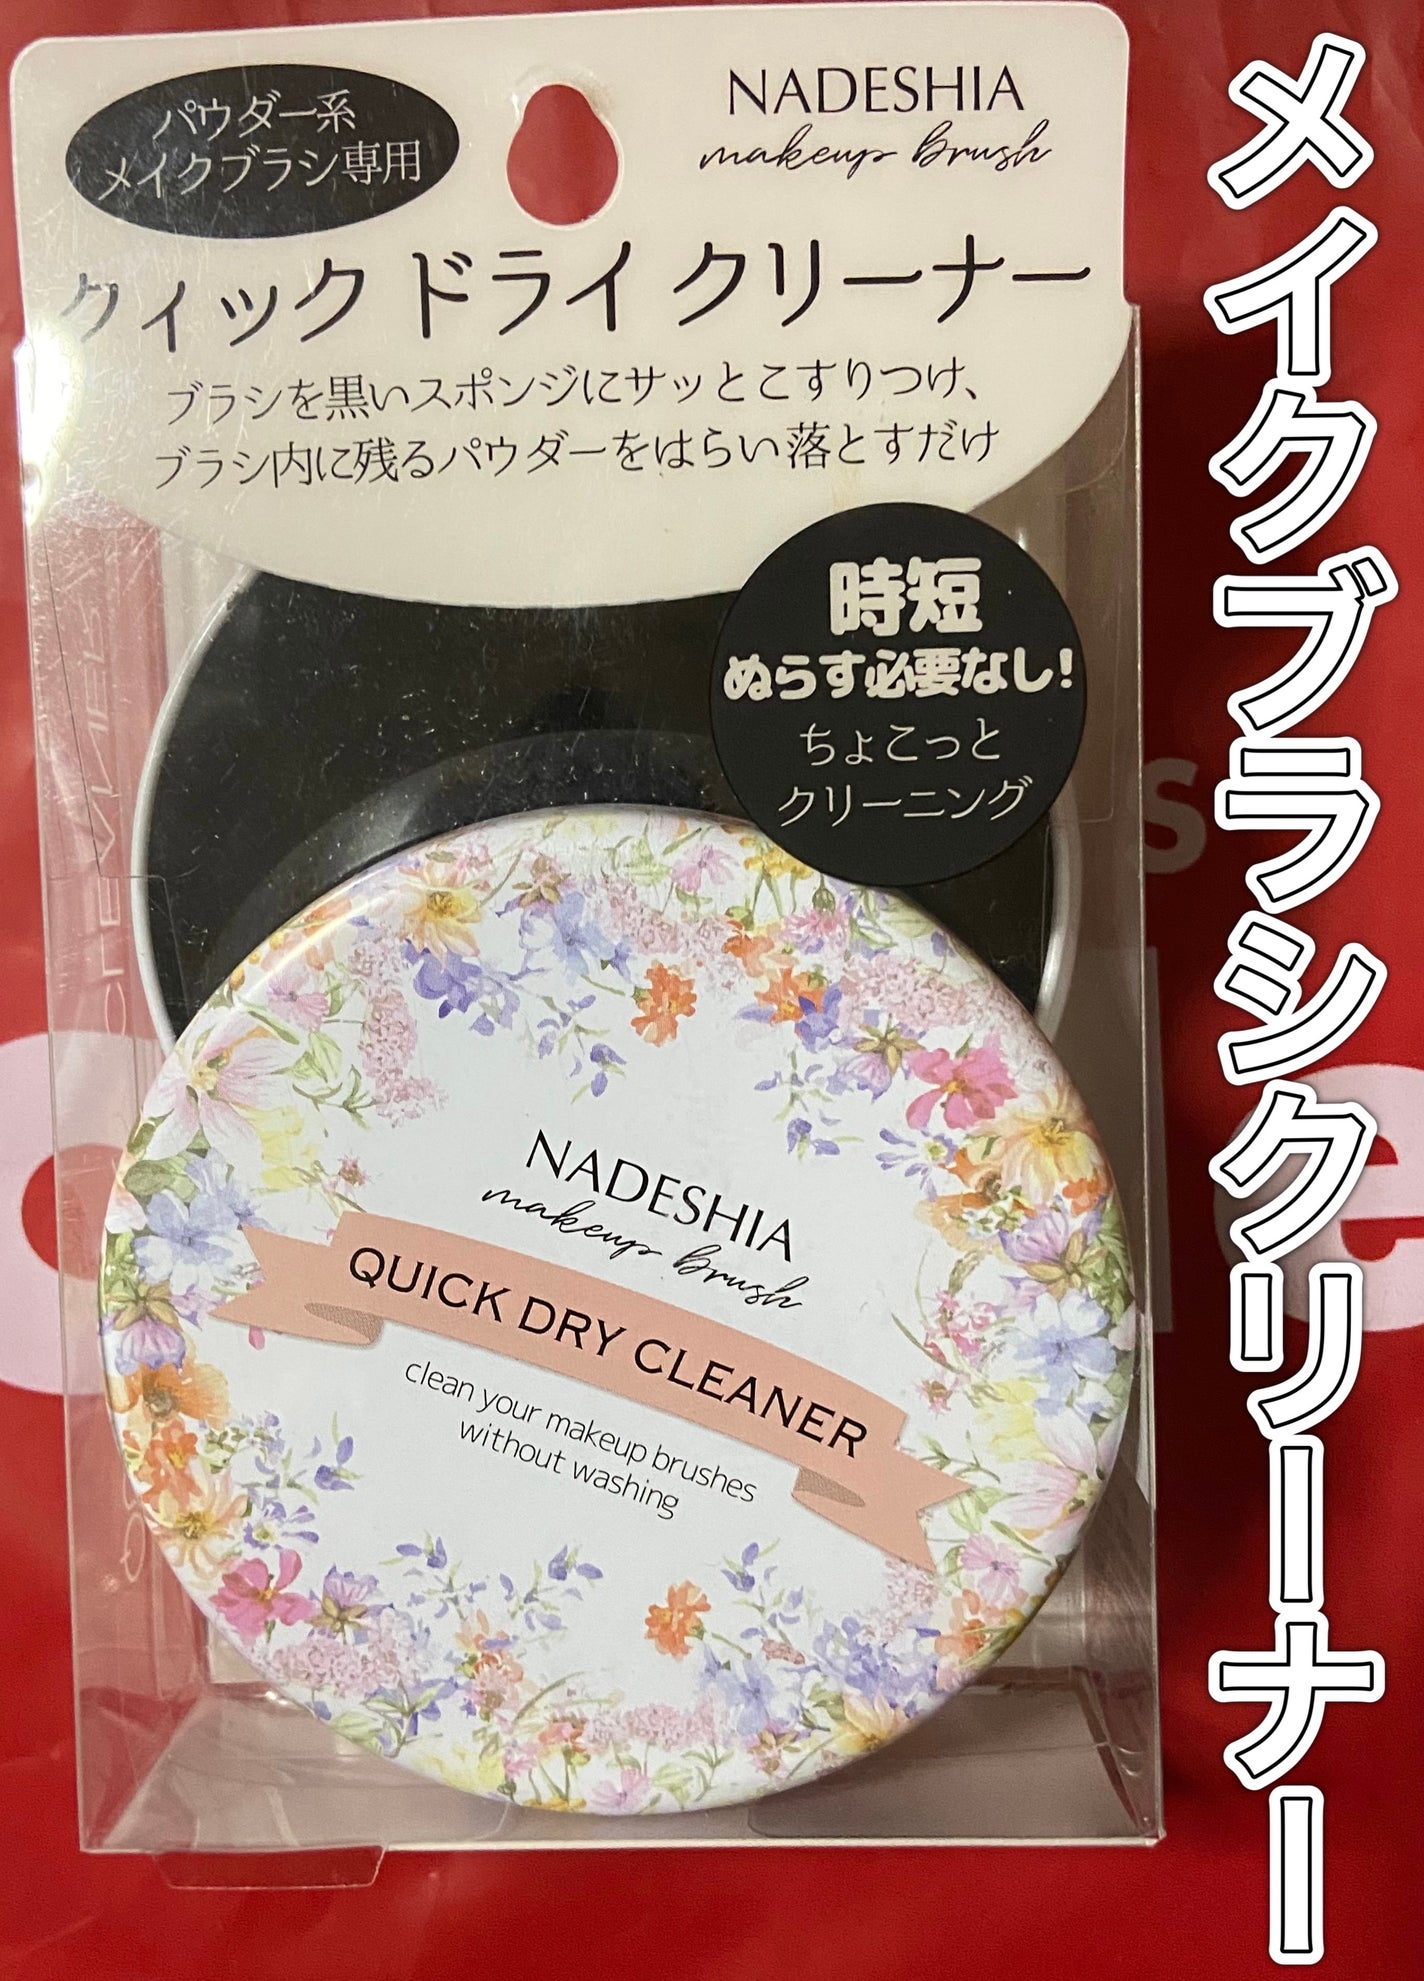 パウダー系
メイクブラシ専用
NADESHIA
makeup brush
クィック ドライ クリーナー
ブラシを黒いスポンジにサッとこすりつけ、
ブラシ内に残るパウダーをはらい落とすだけ
時短
ぬらす必要なし!
ちょこっと
クリーニング
NADESHIA
makeup brush
QUICK DRY CLEANER
clean your makeup brushes
without washing
メイクブラシクリーナー